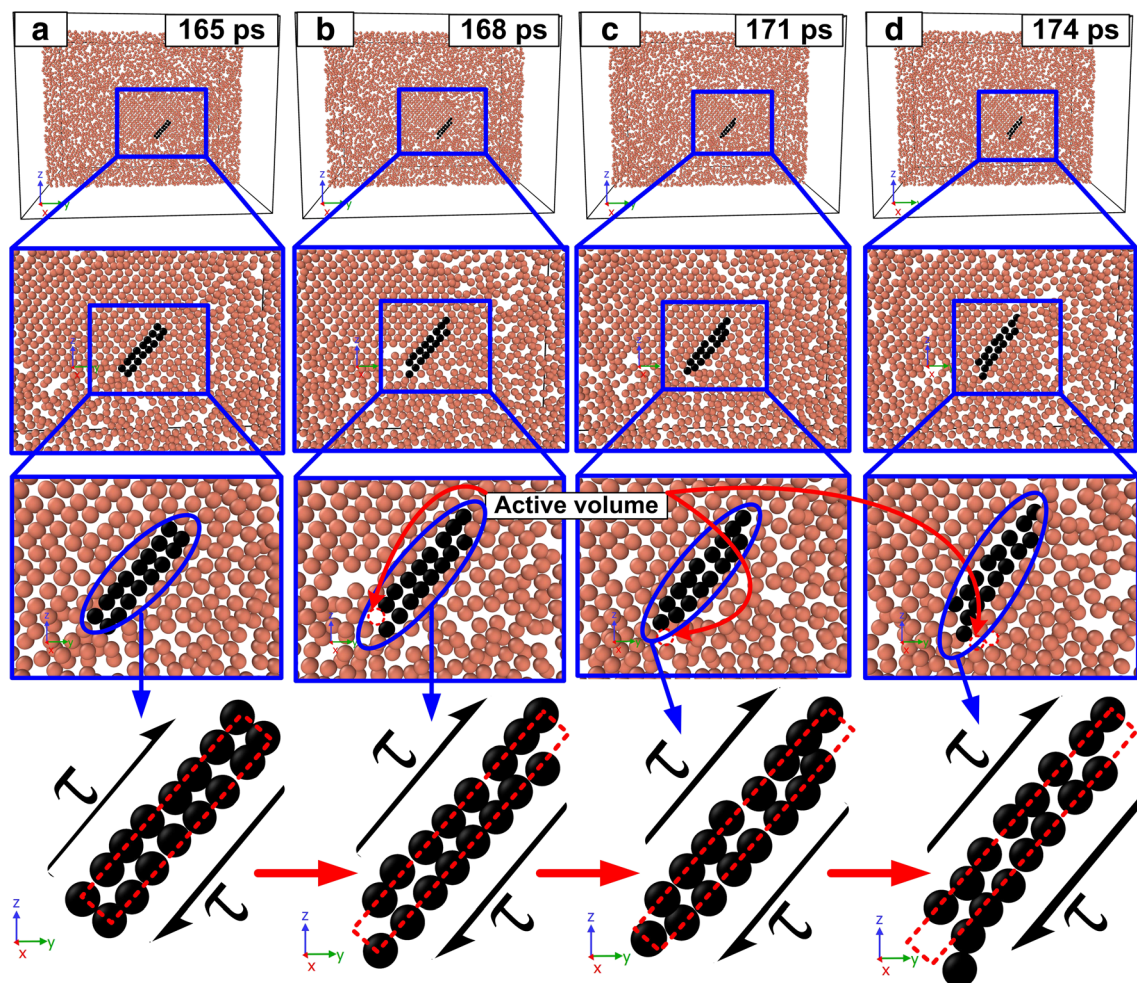 a 165 ps b 168 ps c 171 ps d 174 ps
z y x z y x z y x z y x
z x y z x y z x y z x y
Active volume
z x y z x y z x y z x y
τ τ τ τ
τ τ τ τ
z y x z y x z y x z y x